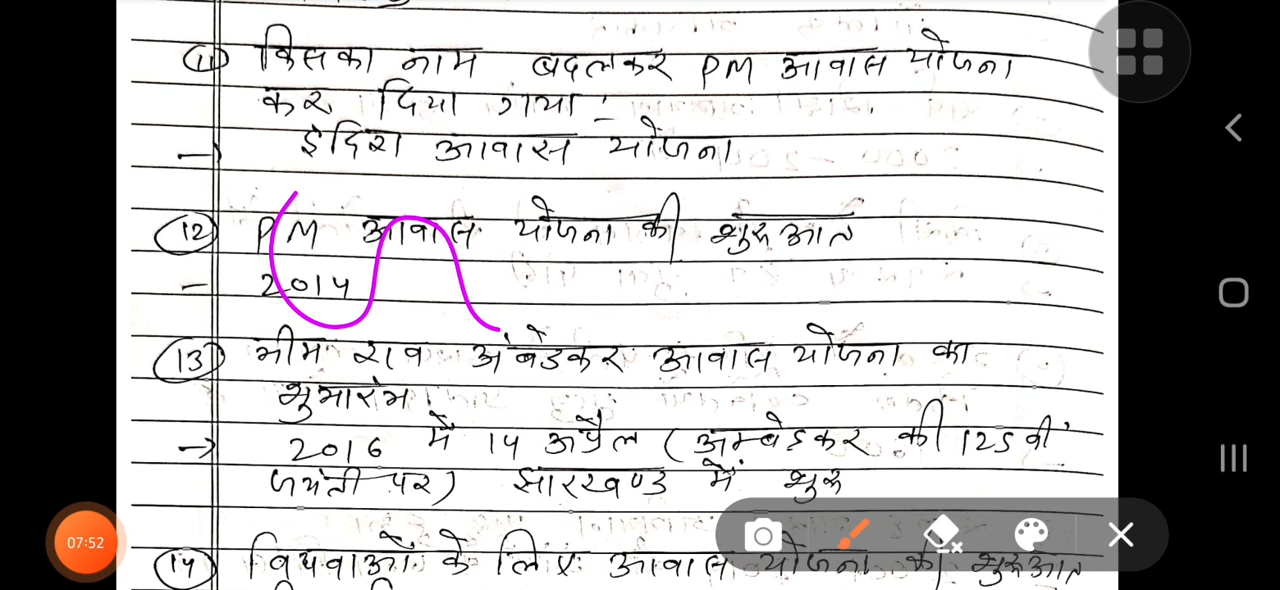 (11) किसका नाम बदलकर PM आवास योजना
कर दिया गया :
→ इंदिरा आवास योजना
(12) PM आवास योजना की शुरुआत
- 2014
(13) भीम राव अंबेडकर आवास योजना का
शुभारंभ।
→ 2016 में 14 अप्रैल (अम्बेडकर की 125 वीं
जयंती पर) झारखण्ड में शुरु
(14) विधवाओं के लिए आवास योजना की शुरुआत
07:52